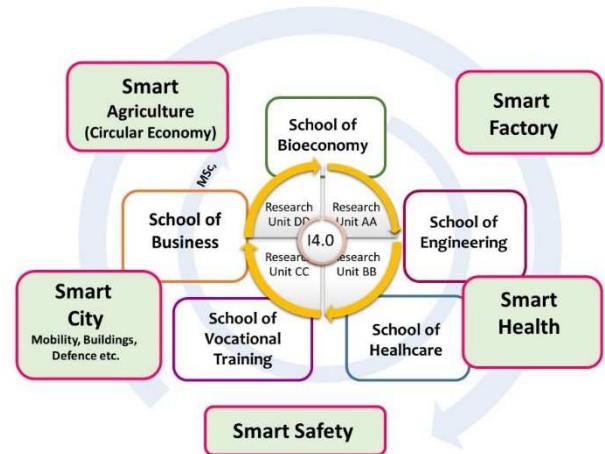 Smart
Agriculture
(Circular Economy)
Smart
Factory
School of
Bioeconomy
MSc,
School of
Business
Research
Unit DD
Research
Unit AA
School of
Engineering
I4.0
Research
Unit CC
Research
Unit BB
Smart
City
Mobility, Buildings,
Defence etc.
Smart
Health
School of
Vocational
Training
School of
Healhcare
Smart Safety